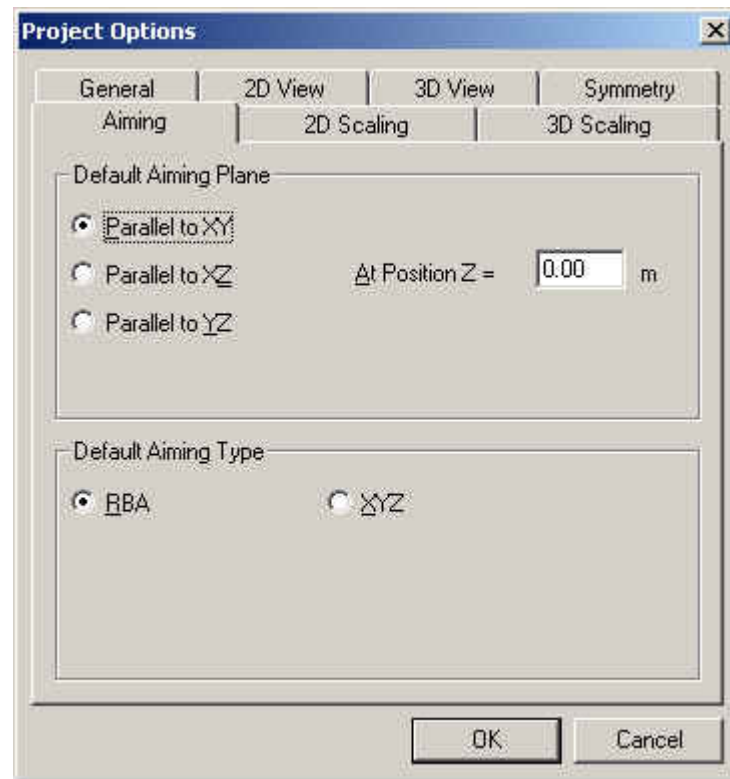 Project Options
General 2D View 3D View Symmetry
Aiming 2D Scaling 3D Scaling
Default Aiming Plane
Parallel to XY
Parallel to XZ At Position Z = 0.00 m
Parallel to YZ
Default Aiming Type
RBA XYZ
OK Cancel